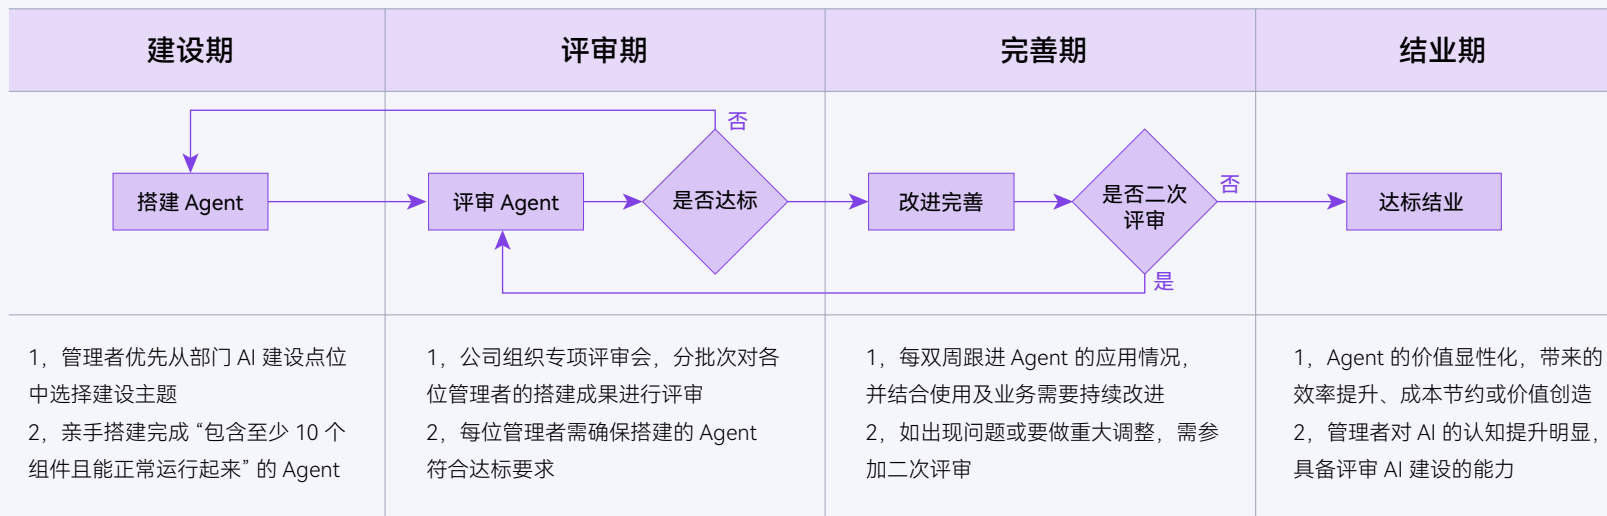 建设期
评审期
完善期
结业期
否
搭建 Agent
评审 Agent
是否达标
改进完善
是否二次
评审
否
达标结业
是
1，管理者优先从部门 AI 建设点位
中选择建设主题
2，亲手搭建完成 “包含至少 10 个
组件且能正常运行起来” 的 Agent
1，公司组织专项评审会，分批次对各
位管理者的搭建成果进行评审
2，每位管理者需确保搭建的 Agent
符合达标要求
1，每双周跟进 Agent 的应用情况，
并结合使用及业务需要持续改进
2，如出现问题或要做重大调整，需参
加二次评审
1，Agent 的价值显性化，带来的
效率提升、成本节约或价值创造
2，管理者对 AI 的认知提升明显，
具备评审 AI 建设的能力